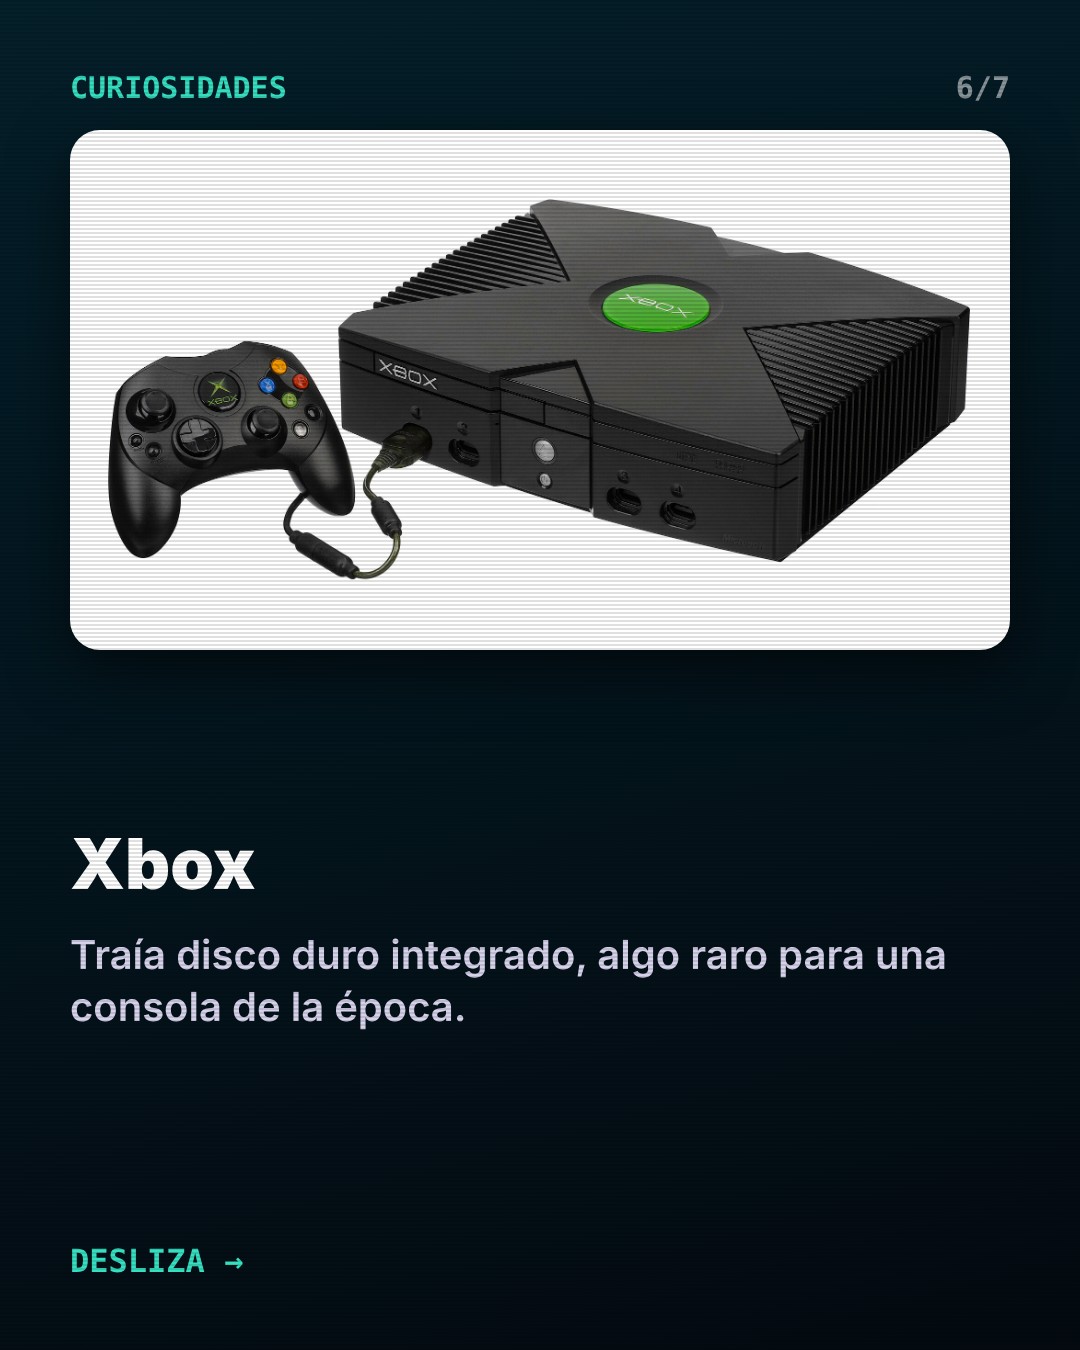 CURIOSIDADES
6/7
XBOX
XBOX
XBOX
Xbox
Traía disco duro integrado, algo raro para una
consola de la época.
DESLIZA →